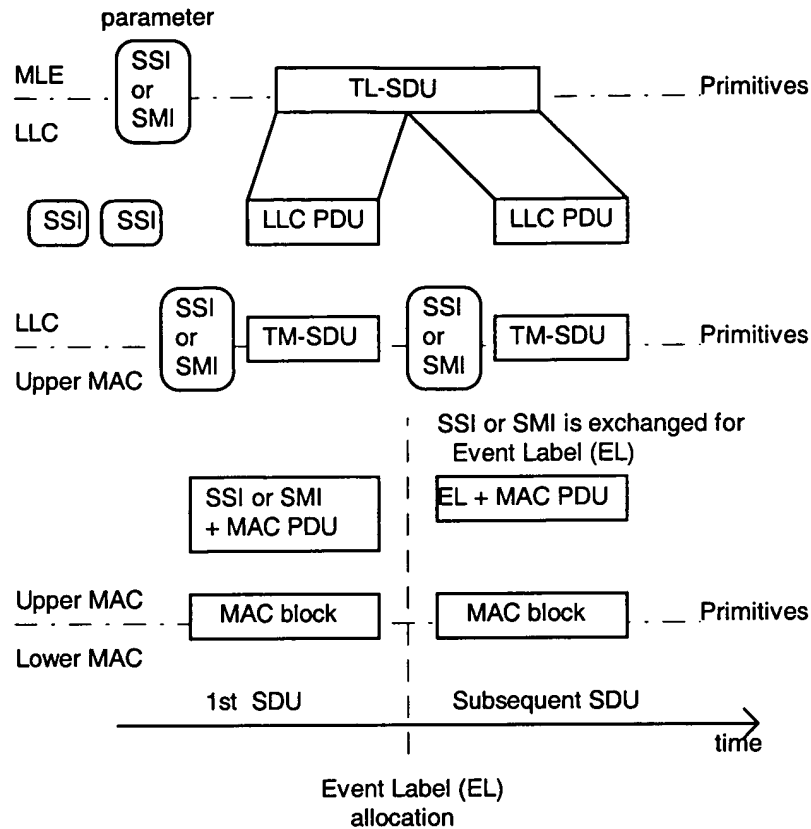 parameter
SSI
or
SMI
MLE
TL-SDU
Primitives
LLC
SSI
SSI
LLC PDU
LLC PDU
SSI
or
SMI
SSI
or
SMI
LLC
TM-SDU
TM-SDU
Primitives
Upper MAC
SSI or SMI is exchanged for
Event Label (EL)
SSI or SMI
+ MAC PDU
EL + MAC PDU
Upper MAC
MAC block
MAC block
Primitives
Lower MAC
1st SDU
Subsequent SDU
time
Event Label (EL)
allocation